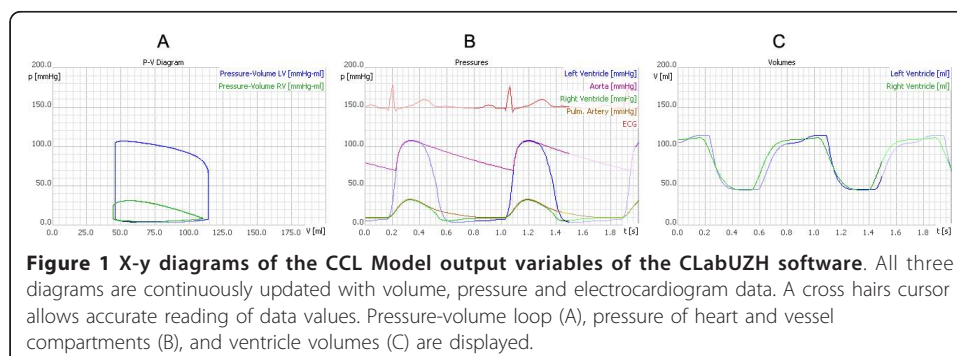 A
B
C
P-V Diagram
Pressures
Volumes
200.0
p [mmHg]
Pressure-Volume LV [mmHg-ml]
Pressure-Volume RV [mmHg-ml]
150.0
100.0
50.0
0.0
0.0 25.0 50.0 75.0 100.0 125.0 150.0 175.0
V [ml]
200.0
p [mmHg]
Left Ventricle [mmHg]
Aorta [mmHg]
Right Ventricle [mmHg]
Pulm. Artery [mmHg]
ECG
150.0
100.0
50.0
0.0
0.0 0.2 0.4 0.6 0.8 1.0 1.2 1.4 1.6 1.8
t [s]
200.0
V [ml]
Left Ventricle [ml]
Right Ventricle [ml]
150.0
100.0
50.0
0.0
0.0 0.2 0.4 0.6 0.8 1.0 1.2 1.4 1.6 1.8
t [s]
Figure 1 X-y diagrams of the CCL Model output variables of the CLabUZH software. All three
diagrams are continuously updated with volume, pressure and electrocardiogram data. A cross hairs cursor
allows accurate reading of data values. Pressure-volume loop (A), pressure of heart and vessel
compartments (B), and ventricle volumes (C) are displayed.